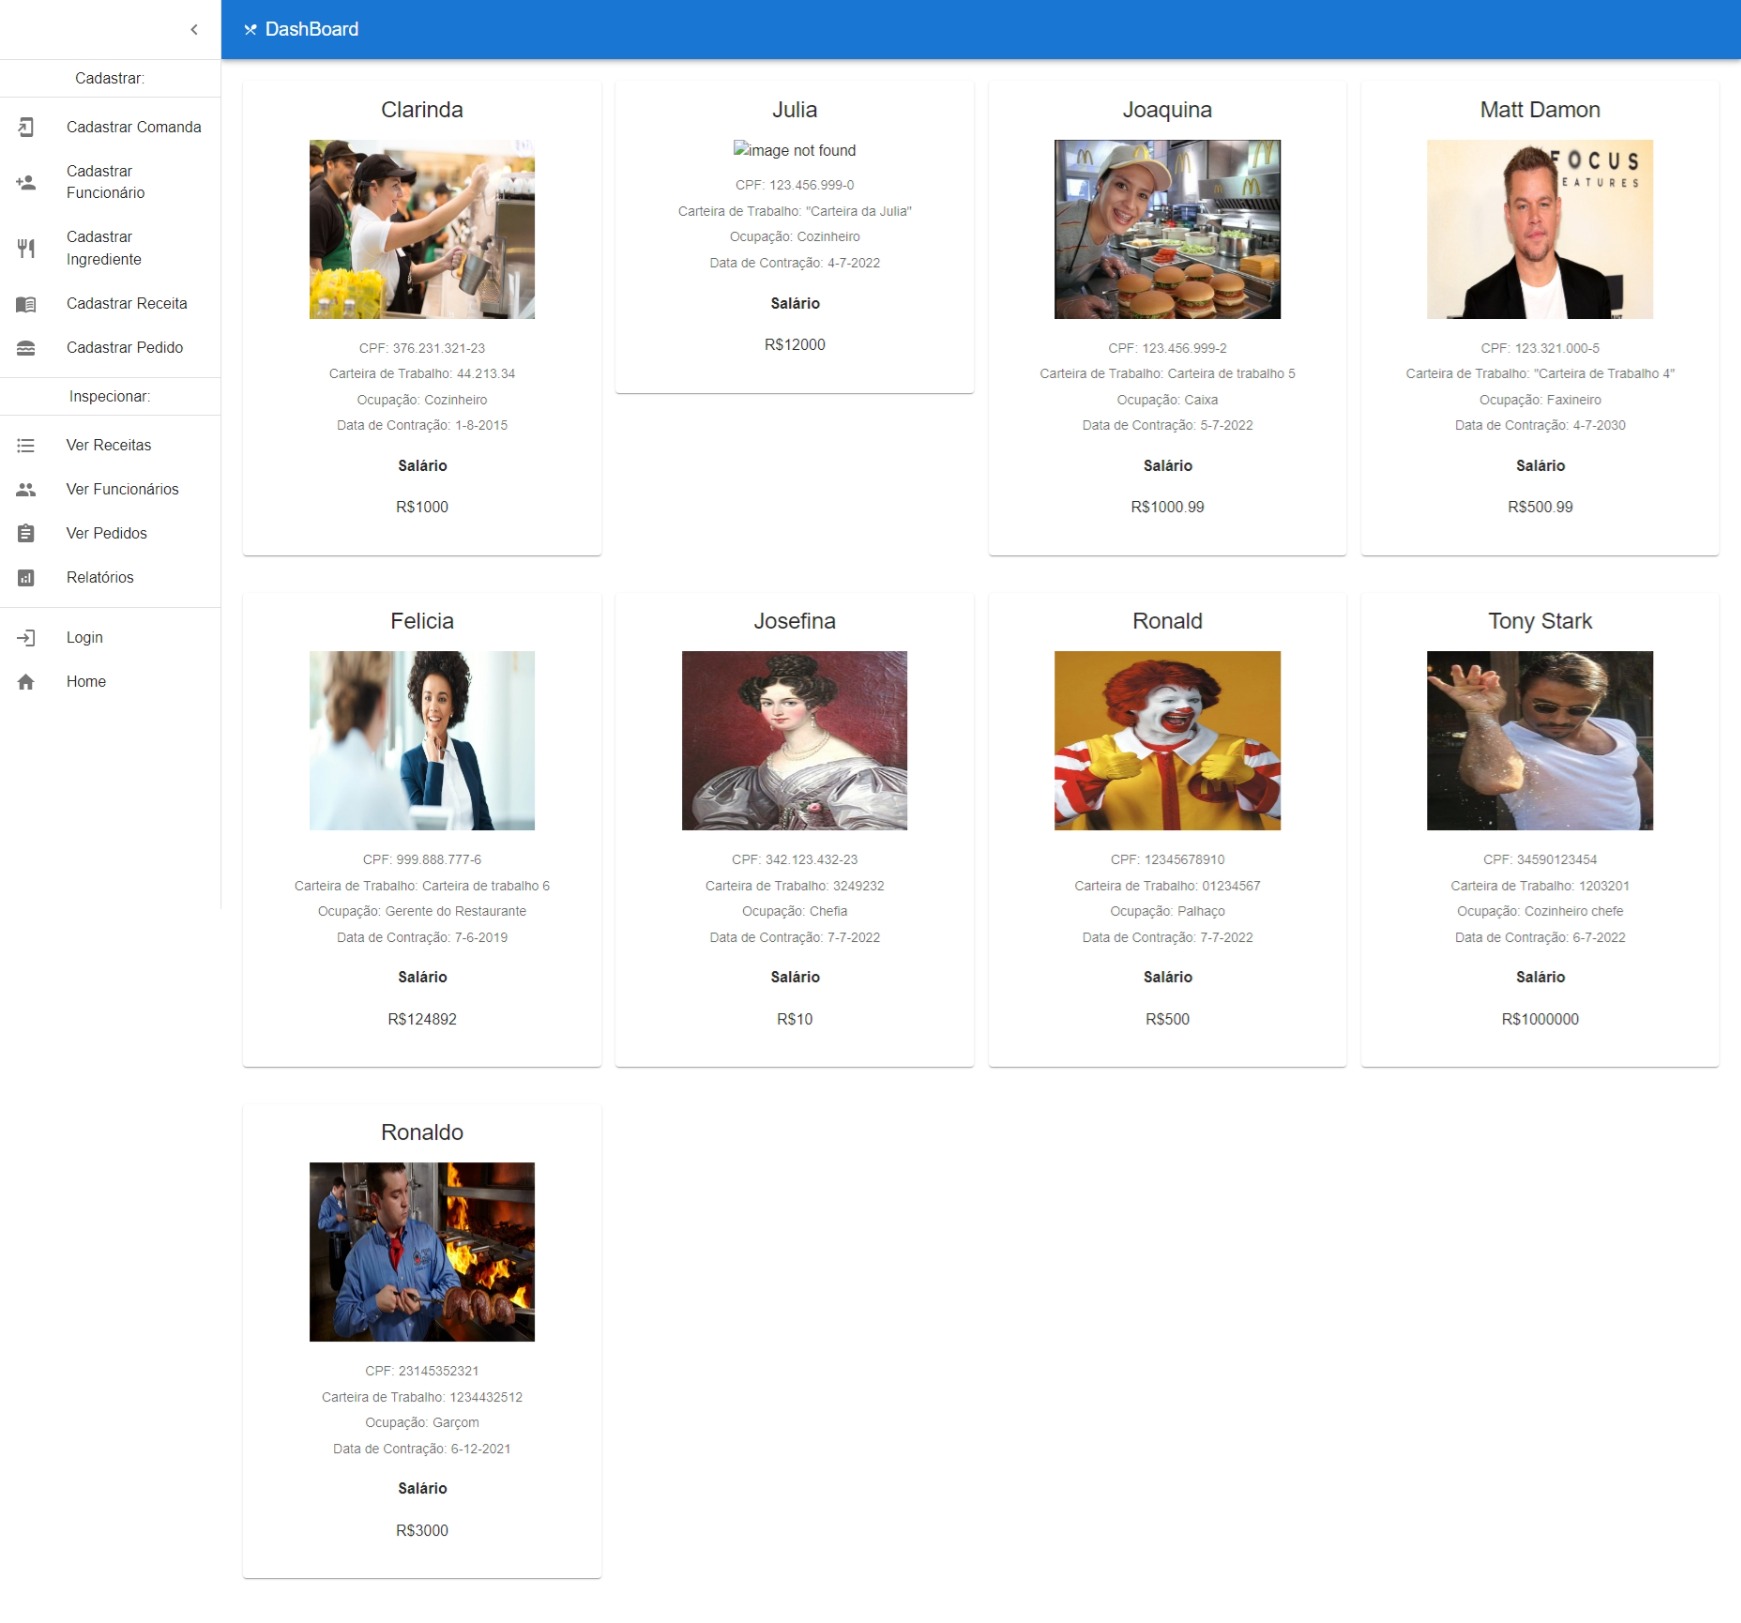 DashBoard
Cadastrar:
Cadastrar Comanda
Cadastrar
Funcionário
Cadastrar
Ingrediente
Cadastrar Receita
Cadastrar Pedido
Inspecionar:
Ver Receitas
Ver Funcionários
Ver Pedidos
Relatórios
Login
Home
Clarinda
CPF: 376.231.321-23
Carteira de Trabalho: 44.213.34
Ocupação: Cozinheiro
Data de Contração: 1-8-2015
Salário
R$1000
Julia
image not found
CPF: 123.456.999-0
Carteira de Trabalho: "Carteira da Julia"
Ocupação: Cozinheiro
Data de Contração: 4-7-2022
Salário
R$12000
Joaquina
CPF: 123.456.999-2
Carteira de Trabalho: Carteira de trabalho 5
Ocupação: Caixa
Data de Contração: 5-7-2022
Salário
R$1000.99
Matt Damon
FOCUS
EATURES
CPF: 123.321.000-5
Carteira de Trabalho: "Carteira de Trabalho 4"
Ocupação: Faxineiro
Data de Contração: 4-7-2030
Salário
R$500.99
Felicia
CPF: 999.888.777-6
Carteira de Trabalho: Carteira de trabalho 6
Ocupação: Gerente do Restaurante
Data de Contração: 7-6-2019
Salário
R$124892
Josefina
CPF: 342.123.432-23
Carteira de Trabalho: 3249232
Ocupação: Chefia
Data de Contração: 7-7-2022
Salário
R$10
Ronald
CPF: 12345678910
Carteira de Trabalho: 01234567
Ocupação: Palhaço
Data de Contração: 7-7-2022
Salário
R$500
Tony Stark
CPF: 34590123454
Carteira de Trabalho: 1203201
Ocupação: Cozinheiro chefe
Data de Contração: 6-7-2022
Salário
R$1000000
Ronaldo
CPF: 23145352321
Carteira de Trabalho: 1234432512
Ocupação: Garçom
Data de Contração: 6-12-2021
Salário
R$3000